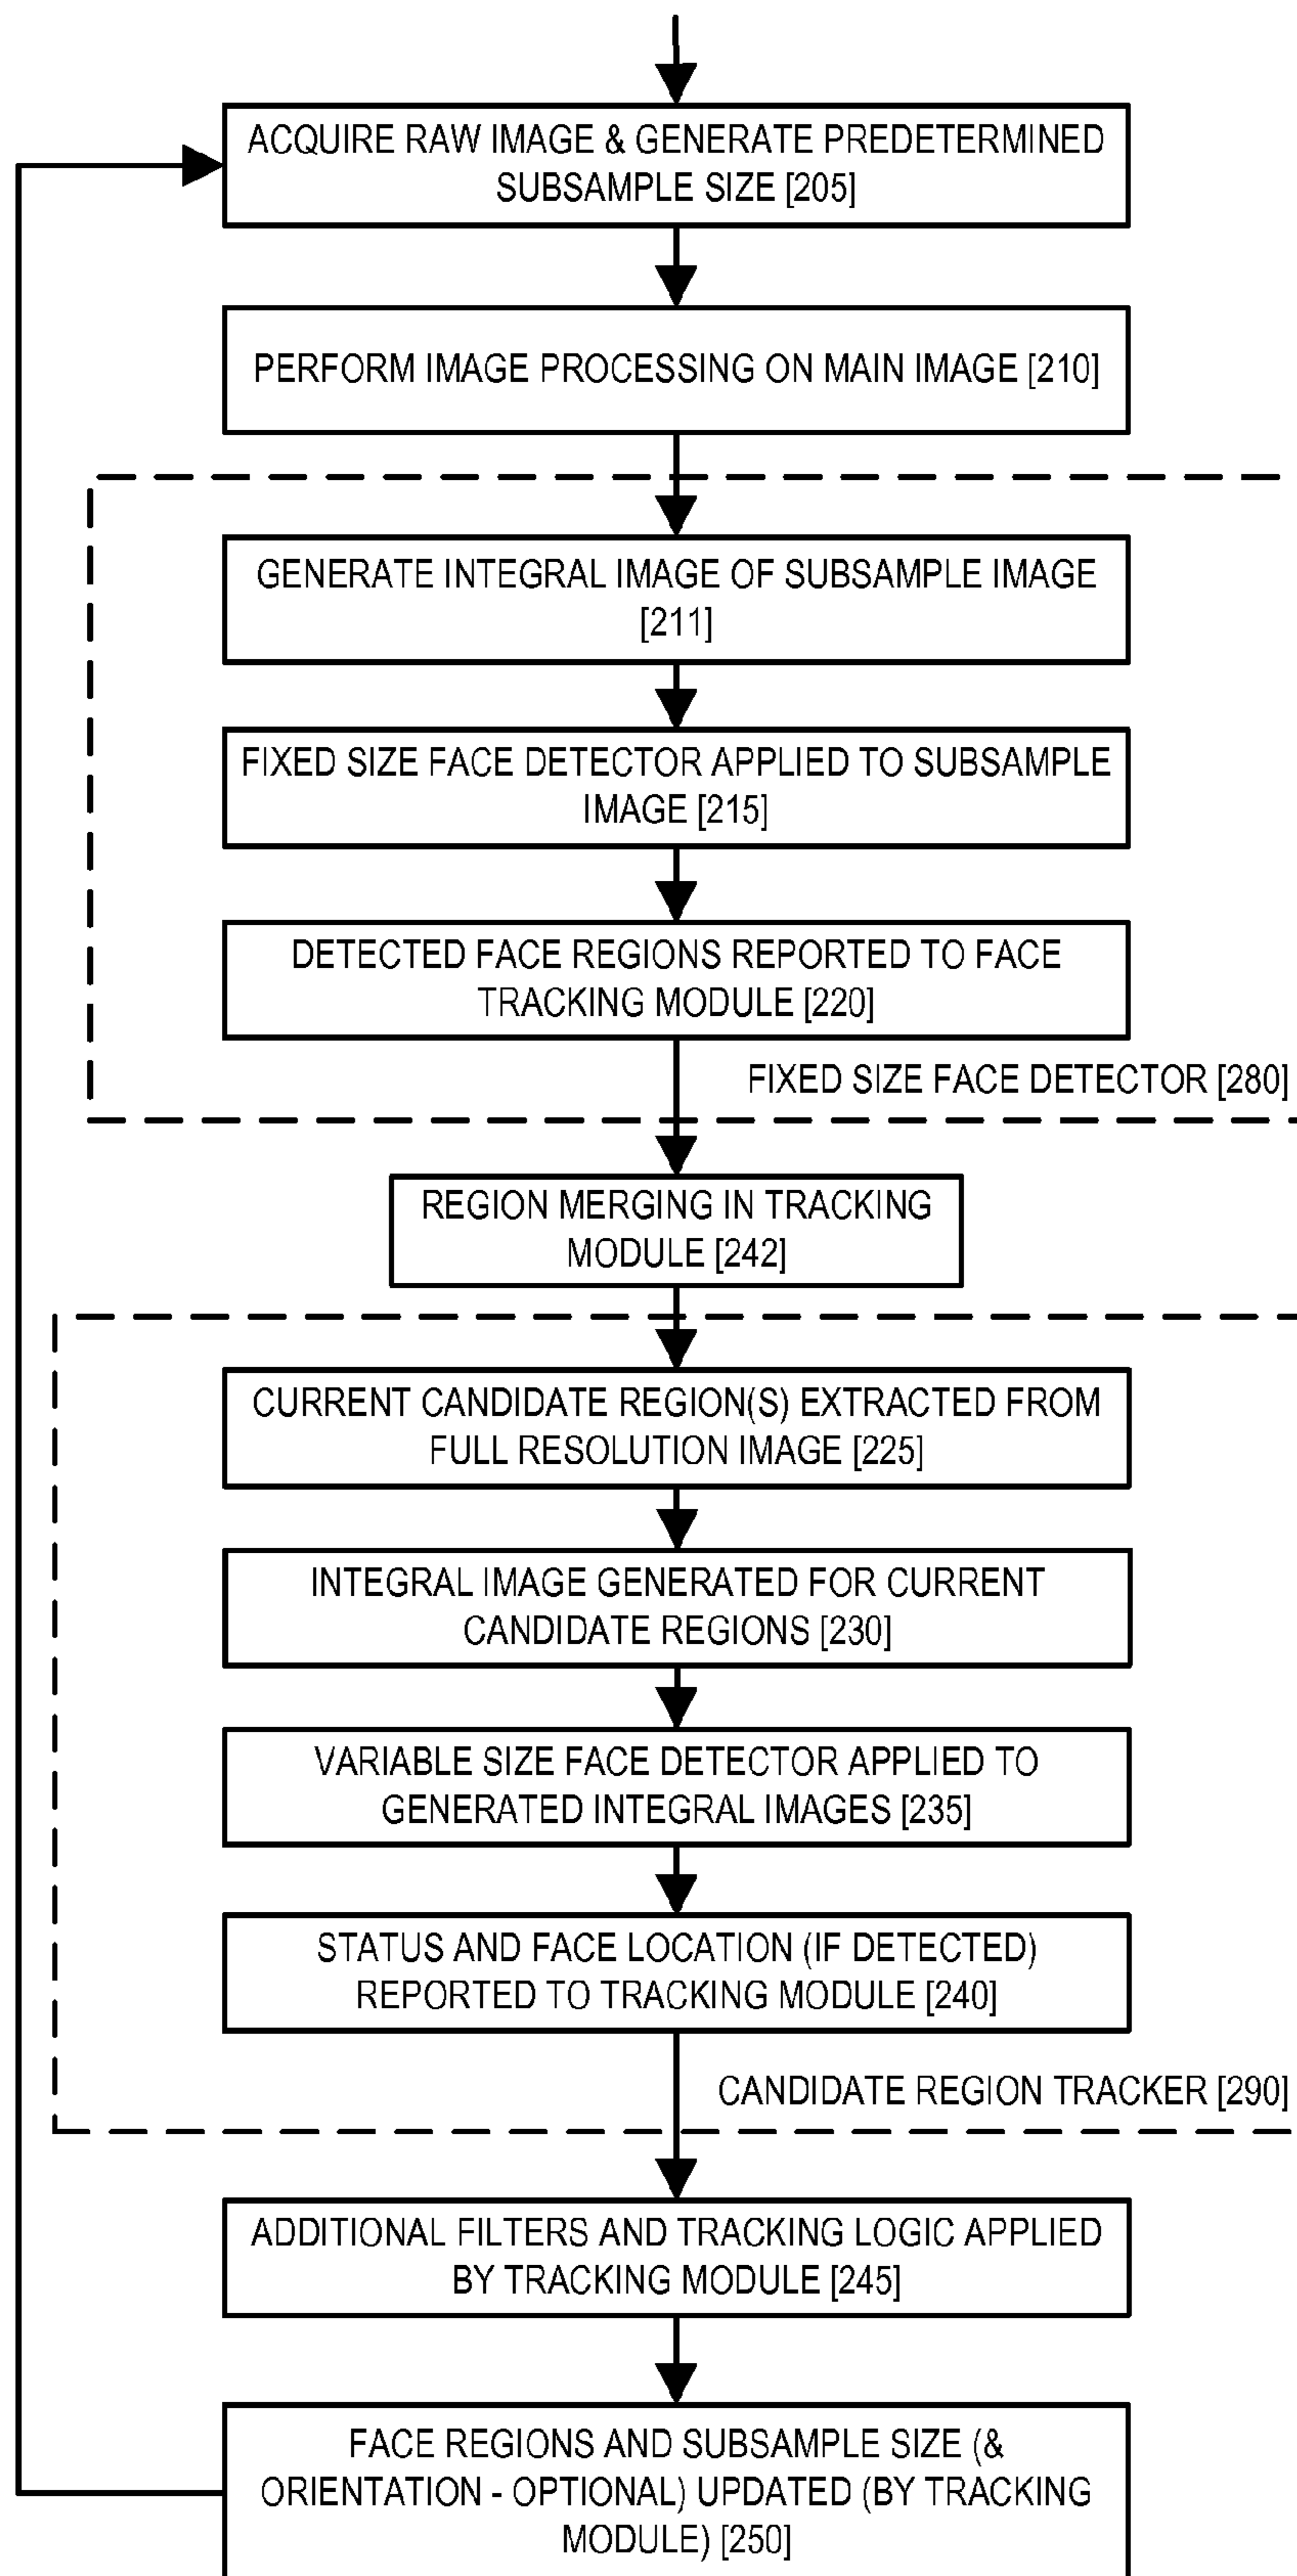 ACQUIRE RAW IMAGE & GENERATE PREDETERMINED
SUBSAMPLE SIZE [205]
PERFORM IMAGE PROCESSING ON MAIN IMAGE [210]
GENERATE INTEGRAL IMAGE OF SUBSAMPLE IMAGE
[211]
FIXED SIZE FACE DETECTOR APPLIED TO SUBSAMPLE
IMAGE [215]
DETECTED FACE REGIONS REPORTED TO FACE
TRACKING MODULE [220]
FIXED SIZE FACE DETECTOR [280]
REGION MERGING IN TRACKING
MODULE [242]
CURRENT CANDIDATE REGION(S) EXTRACTED FROM
FULL RESOLUTION IMAGE [225]
INTEGRAL IMAGE GENERATED FOR CURRENT
CANDIDATE REGIONS [230]
VARIABLE SIZE FACE DETECTOR APPLIED TO
GENERATED INTEGRAL IMAGES [235]
STATUS AND FACE LOCATION (IF DETECTED)
REPORTED TO TRACKING MODULE [240]
CANDIDATE REGION TRACKER [290]
ADDITIONAL FILTERS AND TRACKING LOGIC APPLIED
BY TRACKING MODULE [245]
FACE REGIONS AND SUBSAMPLE SIZE (&
ORIENTATION - OPTIONAL) UPDATED (BY TRACKING
MODULE) [250]